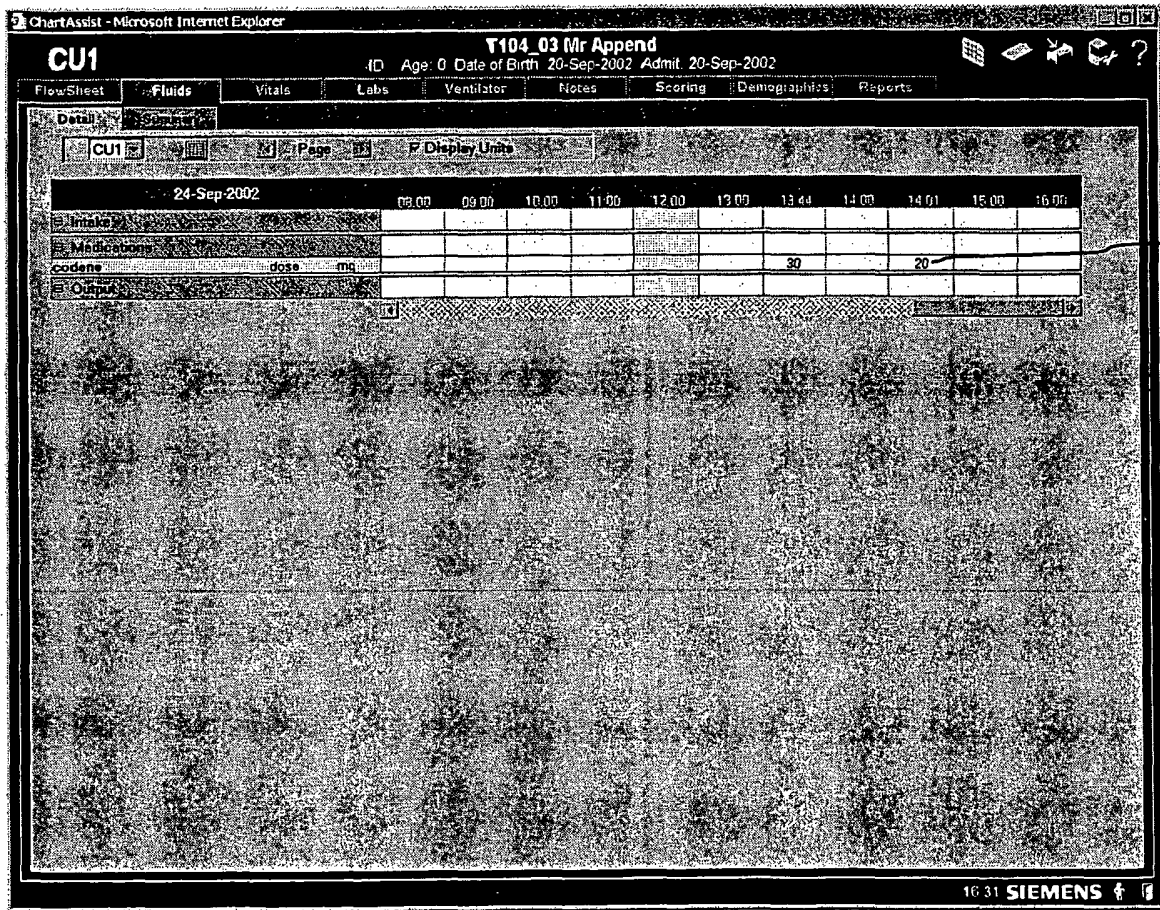 ChartAssist - Microsoft Internet Explorer
CU1
T104_03 Mr Append
ID Age: 0 Date of Birth 20-Sep-2002 Admit. 20-Sep-2002
?
FlowSheet Fluids Vitals Labs Ventilator Notes Scoring Demographics Reports
Detail Summary
CU1 Page Display Units
24-Sep-2002 08:00 09:00 10:00 11:00 12:00 13:00 13:44 14:00 14:01 15:00 16:00
Intake
Medications
codene dose mg 30 20
Output
16:31 SIEMENS